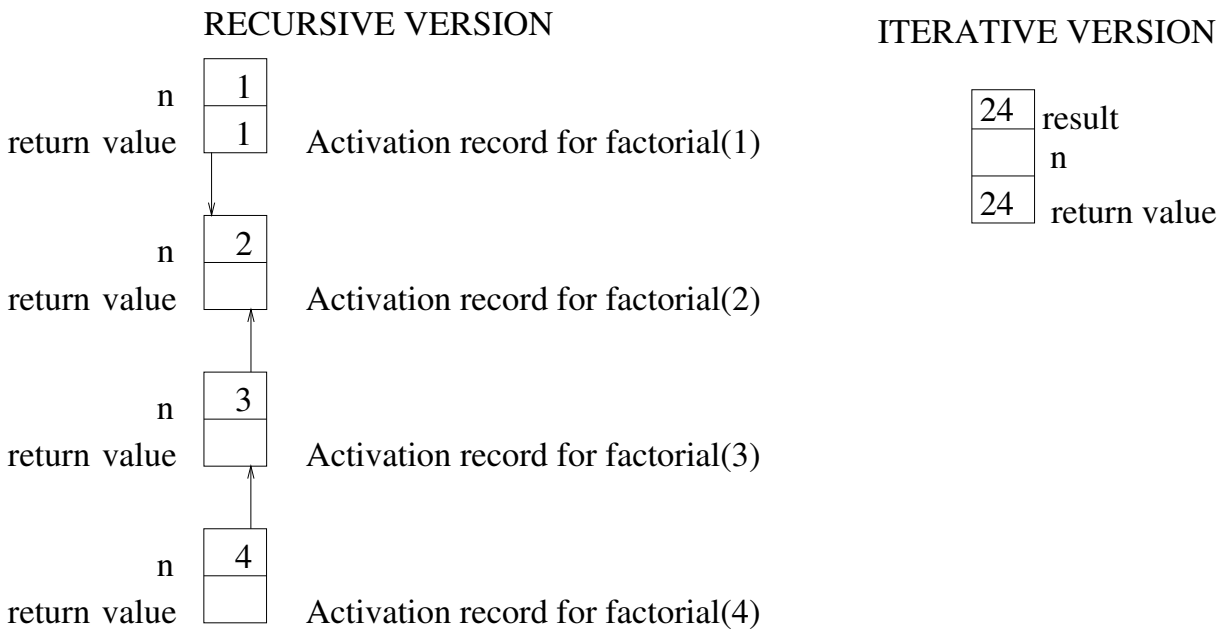 RECURSIVE VERSION
n 1
return value 1 Activation record for factorial(1)
n 2
return value Activation record for factorial(2)
n 3
return value Activation record for factorial(3)
n 4
return value Activation record for factorial(4)
ITERATIVE VERSION
24 result
n
24 return value